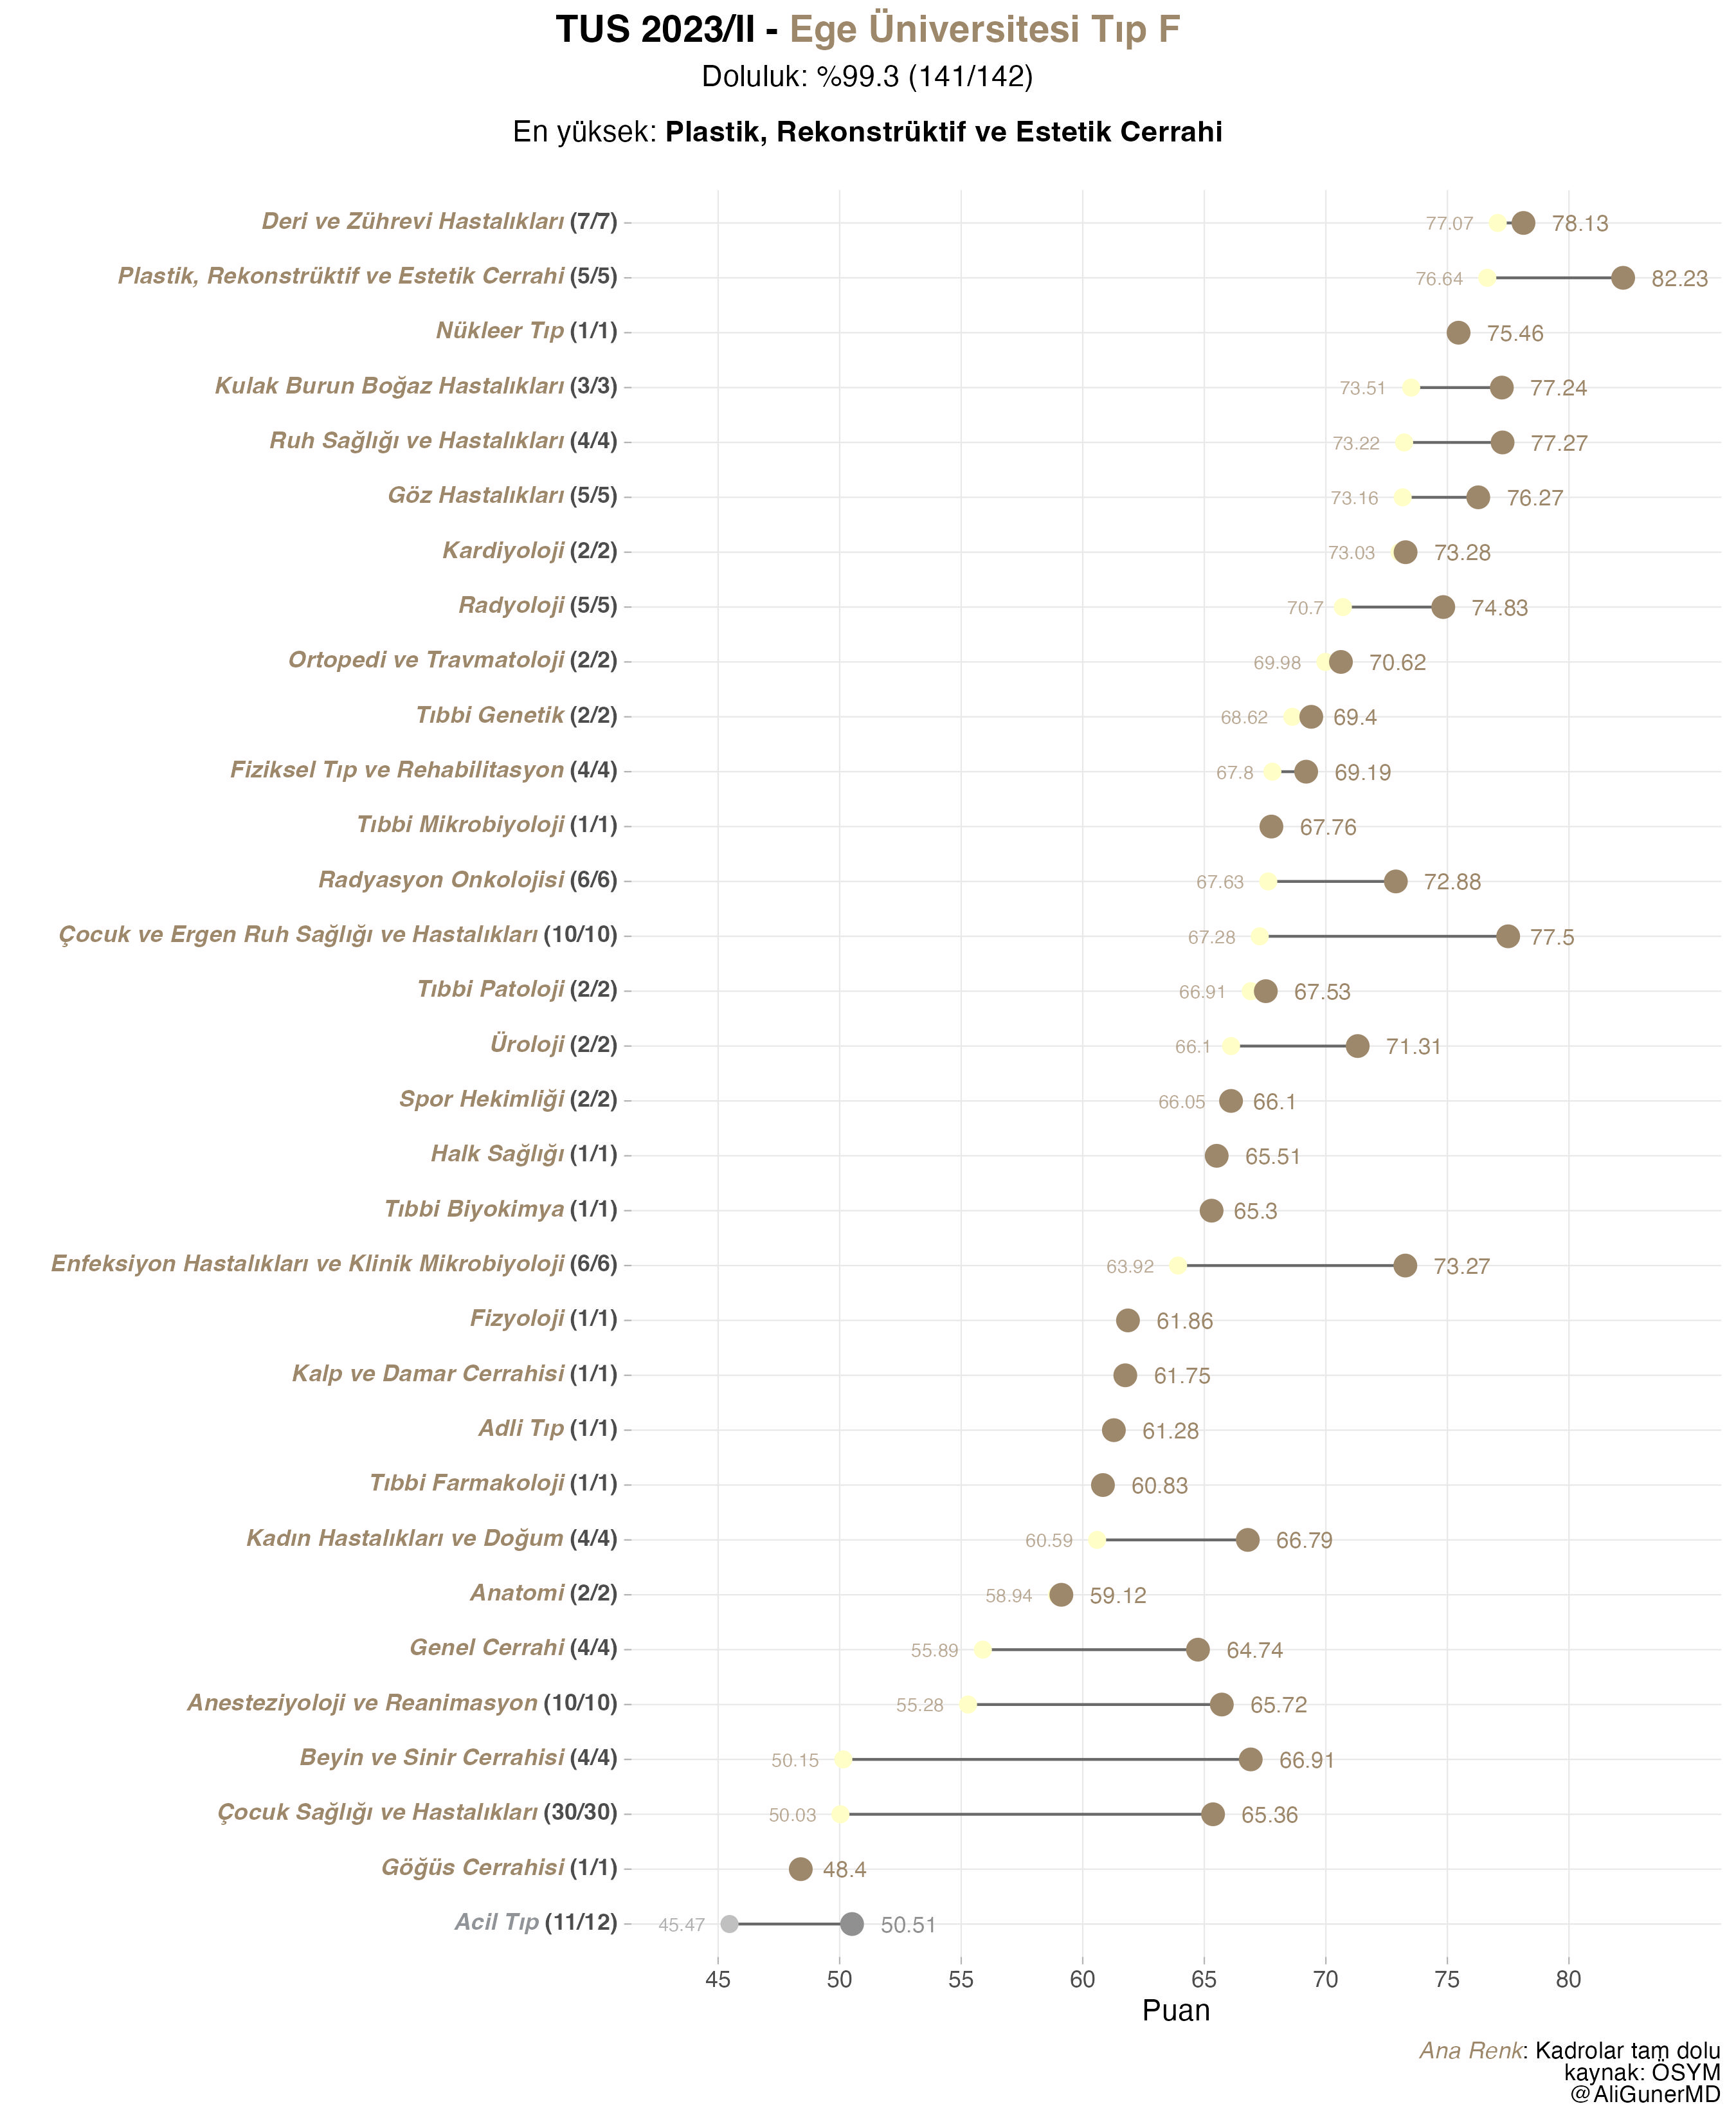 TUS 2023/II - Ege Üniversitesi Tıp F
Doluluk: %99.3 (141/142)
En yüksek: Plastik, Rekonstrüktif ve Estetik Cerrahi
Deri ve Zührevi Hastalıkları (7/7) 77.07 78.13
Plastik, Rekonstrüktif ve Estetik Cerrahi (5/5) 76.64 82.23
Nükleer Tıp (1/1) 75.46
Kulak Burun Boğaz Hastalıkları (3/3) 73.51 77.24
Ruh Sağlığı ve Hastalıkları (4/4) 73.22 77.27
Göz Hastalıkları (5/5) 73.16 76.27
Kardiyoloji (2/2) 73.03 73.28
Radyoloji (5/5) 70.7 74.83
Ortopedi ve Travmatoloji (2/2) 69.98 70.62
Tıbbi Genetik (2/2) 68.62 69.4
Fiziksel Tıp ve Rehabilitasyon (4/4) 67.8 69.19
Tıbbi Mikrobiyoloji (1/1) 67.76
Radyasyon Onkolojisi (6/6) 67.63 72.88
Çocuk ve Ergen Ruh Sağlığı ve Hastalıkları (10/10) 67.28 77.5
Tıbbi Patoloji (2/2) 66.91 67.53
Üroloji (2/2) 66.1 71.31
Spor Hekimliği (2/2) 66.05 66.1
Halk Sağlığı (1/1) 65.51
Tıbbi Biyokimya (1/1) 65.3
Enfeksiyon Hastalıkları ve Klinik Mikrobiyoloji (6/6) 63.92 73.27
Fizyoloji (1/1) 61.86
Kalp ve Damar Cerrahisi (1/1) 61.75
Adli Tıp (1/1) 61.28
Tıbbi Farmakoloji (1/1) 60.83
Kadın Hastalıkları ve Doğum (4/4) 60.59 66.79
Anatomi (2/2) 58.94 59.12
Genel Cerrahi (4/4) 55.89 64.74
Anesteziyoloji ve Reanimasyon (10/10) 55.28 65.72
Beyin ve Sinir Cerrahisi (4/4) 50.15 66.91
Çocuk Sağlığı ve Hastalıkları (30/30) 50.03 65.36
Göğüs Cerrahisi (1/1) 48.4
Acil Tıp (11/12) 45.47 50.51
45 50 55 60 65 70 75 80
Puan
Ana Renk: Kadrolar tam dolu
kaynak: ÖSYM
@AliGunerMD